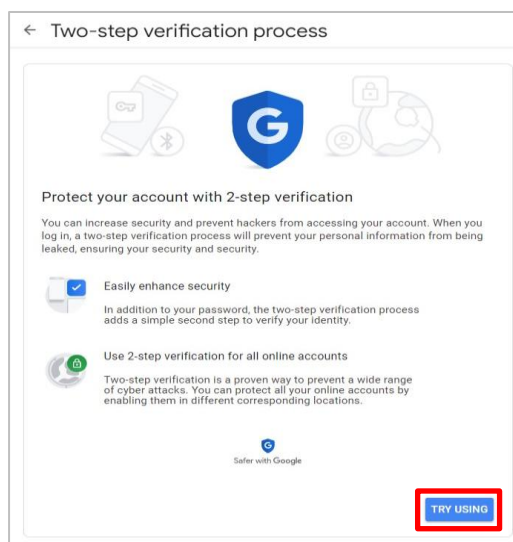 ← Two-step verification process
G
Protect your account with 2-step verification
You can increase security and prevent hackers from accessing your account. When you
log in, a two-step verification process will prevent your personal information from being
leaked, ensuring your security and security.
Easily enhance security
In addition to your password, the two-step verification process
adds a simple second step to verify your identity.
Use 2-step verification for all online accounts
Two-step verification is a proven way to prevent a wide range
of cyber attacks. You can protect all your online accounts by
enabling them in different corresponding locations.
G
Safer with Google
TRY USING